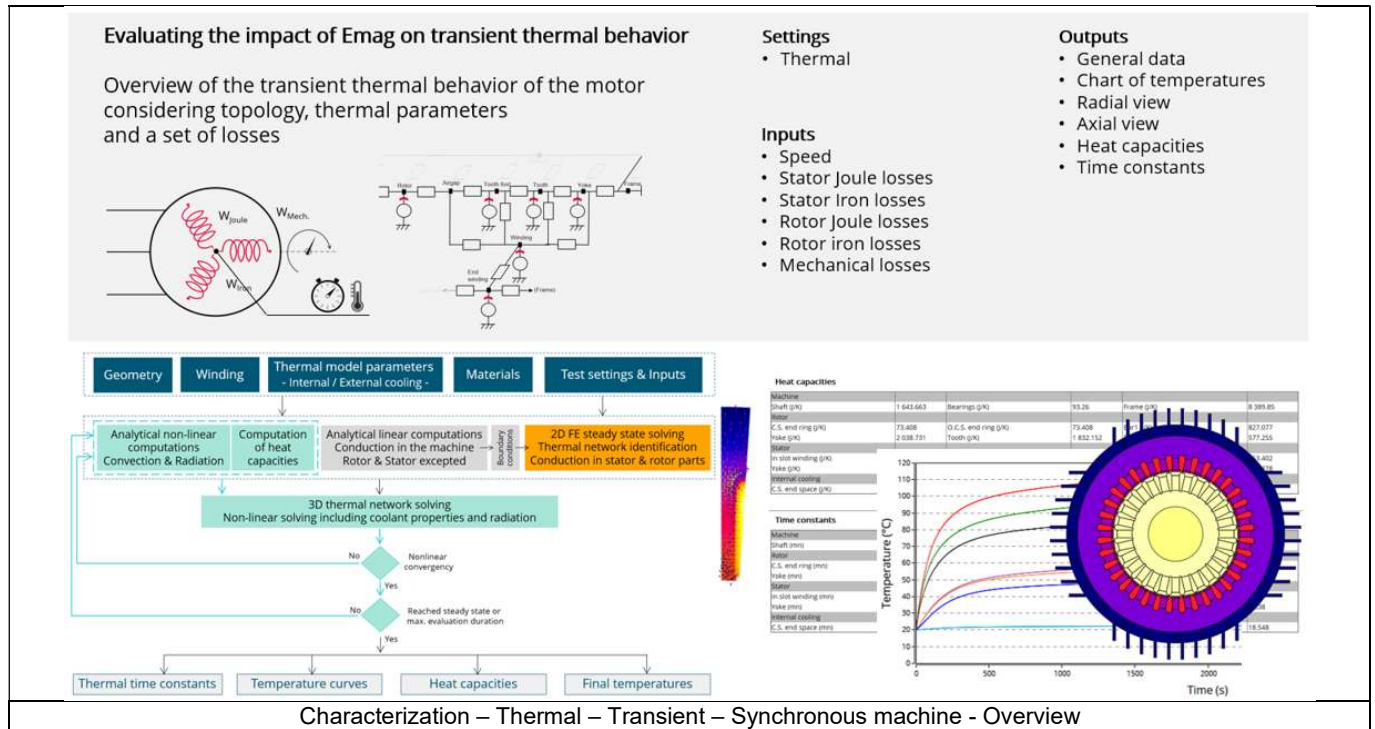 Evaluating the impact of Emag on transient thermal behavior
Overview of the transient thermal behavior of the motor
considering topology, thermal parameters
and a set of losses
Settings
• Thermal
Inputs
• Speed
• Stator Joule losses
• Stator Iron losses
• Rotor Joule losses
• Rotor iron losses
• Mechanical losses
Outputs
• General data
• Chart of temperatures
• Radial view
• Axial view
• Heat capacities
• Time constants
WJoule
WMech.
WIron
Rotor
Airgap
Tooth foot
Tooth
Yoke
Frame
Winding
End
winding
(Frame)
Geometry
Winding
Thermal model parameters
- Internal / External cooling -
Materials
Test settings & Inputs
Analytical non-linear
computations
Convection & Radiation
Computation
of heat
capacities
Analytical linear computations
Conduction in the machine
Rotor & Stator excepted
Boundary
conditions
2D FE steady state solving
Thermal network identification
Conduction in stator & rotor parts
3D thermal network solving
Non-linear solving including coolant properties and radiation
No
Nonlinear
convergency
Yes
No
Reached steady state or
max. evaluation duration
Yes
Thermal time constants
Temperature curves
Heat capacities
Final temperatures
Heat capacities
Machine
Shaft (J/K) 1 643.663 Bearings (J/K) 93.26 Frame (J/K) 8 389.85
Rotor
C.S. end ring (J/K) 73.408 O.C.S. end ring (J/K) 73.408 827.077
Yoke (J/K) 2 038.731 Tooth (J/K) 1 832.152 577.255
Stator
In slot winding (J/K)
Yoke (J/K)
Internal cooling
C.S. end space (J/K)
Time constants
Machine
Shaft (mn)
Rotor
C.S. end ring (mn)
Yoke (mn)
Stator
In slot winding (mn)
Yoke (mn)
Internal cooling
C.S. end space (mn) 18.548
Temperature (°C)
120
110
100
90
80
70
60
50
40
30
20
10
0
0 500 1000 1500 2000
Time (s)
Characterization – Thermal – Transient – Synchronous machine - Overview